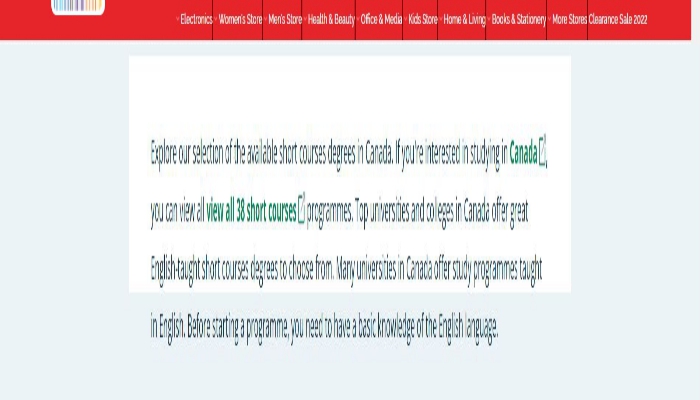 Electronics Women's Store Men's Store Health & Beauty Office & Media Kids Store Home & Living Books & Stationery More Stores Clearance Sale 2022
Explore our selection of the available short courses degrees in Canada. If you're interested in studying in Canada,
you can view all view all 38 short courses programmes. Top universities and colleges in Canada offer great
English-taught short courses degrees to choose from. Many universities in Canada offer study programmes taught
in English. Before starting a programme, you need to have a basic knowledge of the English language.